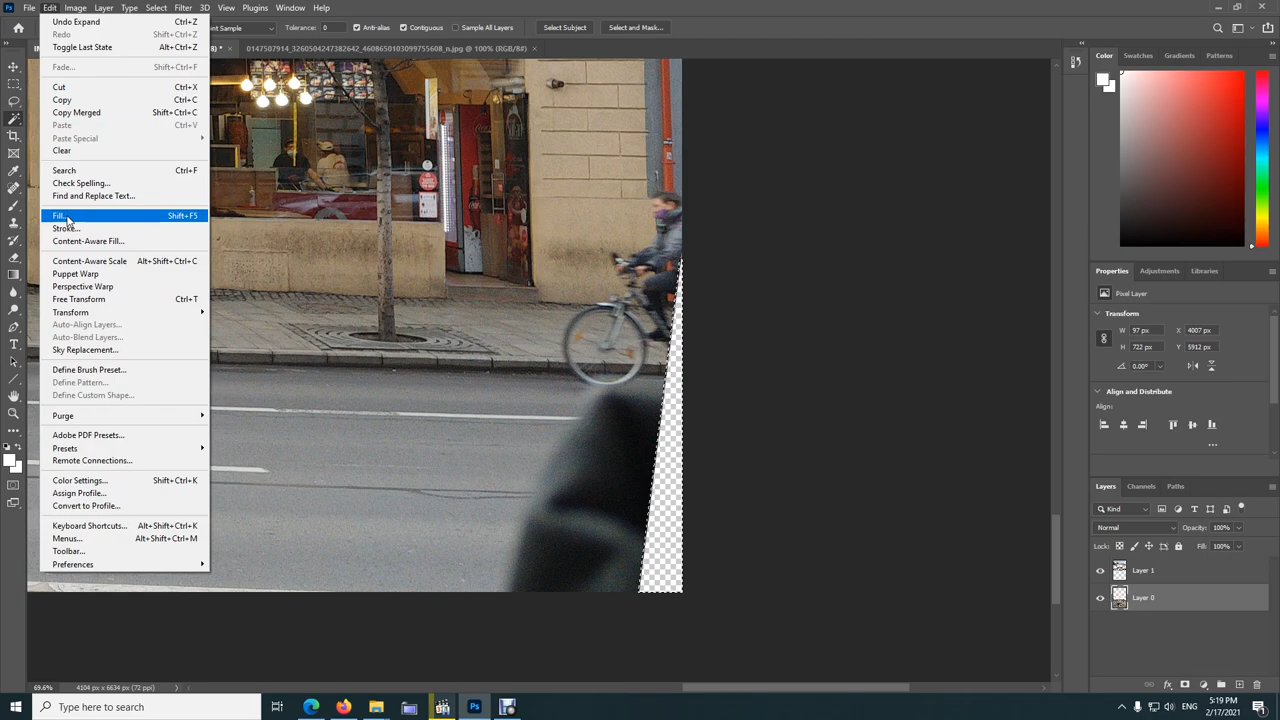 File Edit Image Layer Type Select Filter 3D View Plugins Window Help
Sample Tolerance: 0 Anti-alias Contiguous Sample All Layers Select Subject Select and Mask...
8) * × 0147507914_3260504247382642_4608650103099755608_n.jpg @ 100% (RGB/8#) ×
Undo Expand Ctrl+Z
Redo Shift+Ctrl+Z
Toggle Last State Alt+Ctrl+Z
Fade... Shift+Ctrl+F
Cut Ctrl+X
Copy Ctrl+C
Copy Merged Shift+Ctrl+C
Paste Ctrl+V
Paste Special
Clear
Search Ctrl+F
Check Spelling...
Find and Replace Text...
Fill... Shift+F5
Stroke...
Content-Aware Fill...
Content-Aware Scale Alt+Shift+Ctrl+C
Puppet Warp
Perspective Warp
Free Transform Ctrl+T
Transform
Auto-Align Layers...
Auto-Blend Layers...
Sky Replacement...
Define Brush Preset...
Define Pattern...
Define Custom Shape...
Purge
Adobe PDF Presets...
Presets
Remote Connections...
Color Settings... Shift+Ctrl+K
Assign Profile...
Convert to Profile...
Keyboard Shortcuts... Alt+Shift+Ctrl+K
Menus... Alt+Shift+Ctrl+M
Toolbar...
Preferences
Color Swatches Gradients Patterns
Properties Adjustments Libraries
Pixel Layer
Transform
W 97 px X 4007 px
H 722 px Y 5912 px
0.00°
Align and Distribute
Align:
Layers Channels Paths
Kind
Normal Opacity: 100%
Lock: Fill: 100%
Layer 1
Layer 0
69.6% 4104 px x 6634 px (72 ppi)
Type here to search
ENG 5:19 PM
2/17/2021